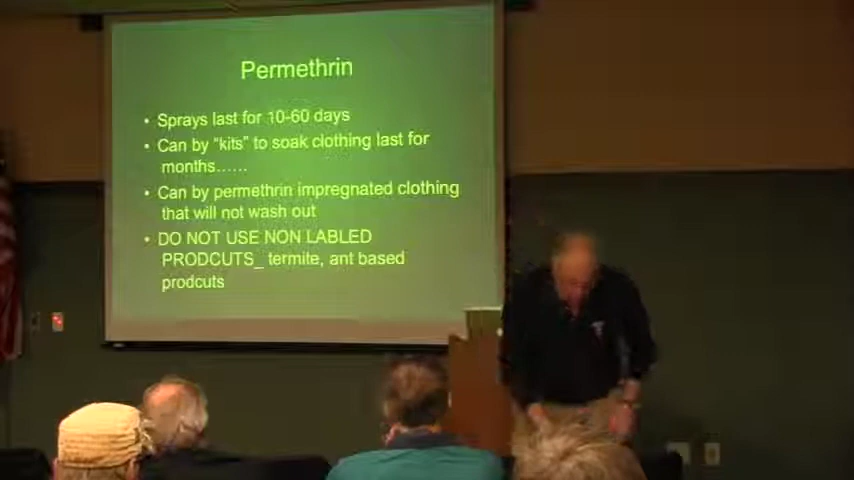 Permethrin
• Sprays last for 10-60 days
• Can by "kits" to soak clothing last for
months......
• Can by permethrin impregnated clothing
that will not wash out
• DO NOT USE NON LABLED
PRODCUTS_ termite, ant based
prodcuts